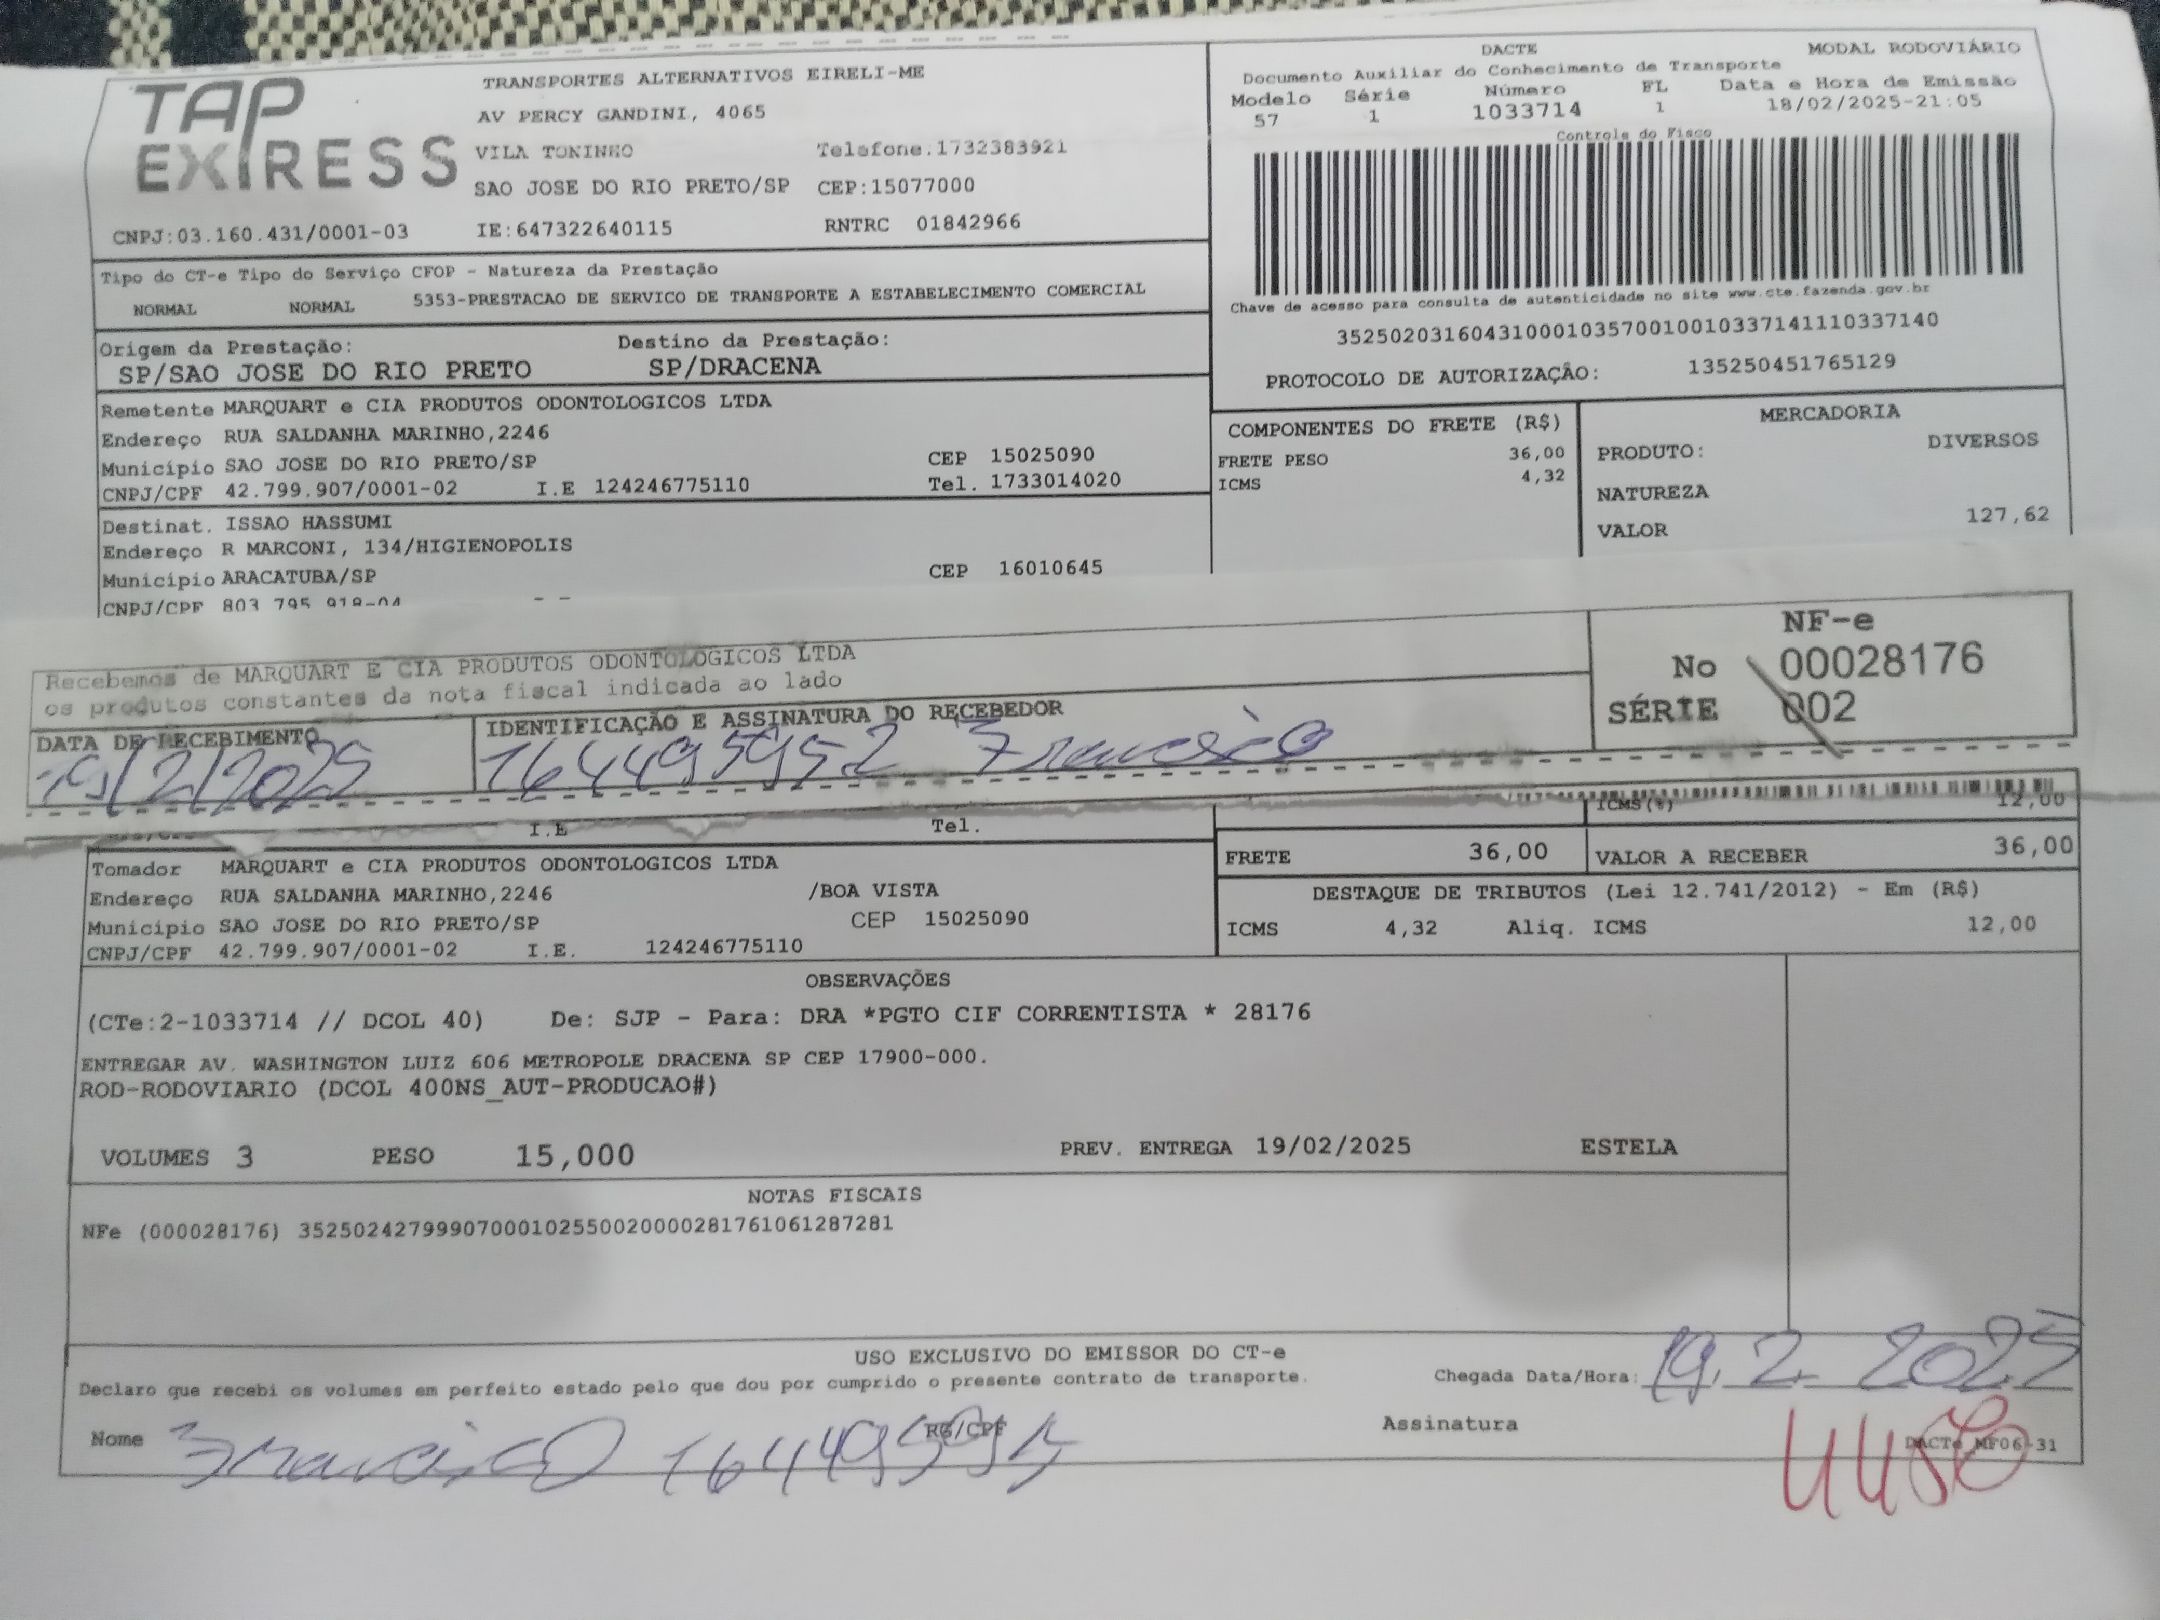 TAP EXPRESS
TRANSPORTES ALTERNATIVOS EIRELI-ME
AV PERCY GANDINI, 4065
VILA TONINHO Telefone.1732383921
SAO JOSE DO RIO PRETO/SP CEP:15077000
CNPJ:03.160.431/0001-03 IE:647322640115 RNTRC 01842966
DACTE MODAL RODOVIÁRIO
Documento Auxiliar do Conhecimento de Transporte
Modelo Série Número FL Data e Hora de Emissão
57 1 1033714 1 18/02/2025-21:05
Controle do Fisco
Chave de acesso para consulta de autenticidade no site www.cte.fazenda.gov.br
35250203160431000103570010010337141110337140
PROTOCOLO DE AUTORIZAÇÃO: 135250451765129
Tipo do CT-e Tipo do Serviço CFOP - Natureza da Prestação
NORMAL NORMAL 5353-PRESTACAO DE SERVICO DE TRANSPORTE A ESTABELECIMENTO COMERCIAL
Origem da Prestação: Destino da Prestação:
SP/SAO JOSE DO RIO PRETO SP/DRACENA
Remetente MARQUART e CIA PRODUTOS ODONTOLOGICOS LTDA
Endereço RUA SALDANHA MARINHO,2246
Município SAO JOSE DO RIO PRETO/SP CEP 15025090
CNPJ/CPF 42.799.907/0001-02 I.E 124246775110 Tel. 1733014020
Destinat. ISSAO HASSUMI
Endereço R MARCONI, 134/HIGIENOPOLIS
Município ARACATUBA/SP CEP 16010645
CNPJ/CPF 803 795 919-04
COMPONENTES DO FRETE (R$)
FRETE PESO 36,00
ICMS 4,32
MERCADORIA
PRODUTO: DIVERSOS
NATUREZA
VALOR 127,62
Recebemos de MARQUART E CIA PRODUTOS ODONTOLOGICOS LTDA
os produtos constantes da nota fiscal indicada ao lado
DATA DE RECEBIMENTO IDENTIFICAÇÃO E ASSINATURA DO RECEBEDOR
19/2/2025 164495952 Francisco
NF-e
No 00028176
SÉRIE 002
I.E Tel.
ICMS(%) 12,00
FRETE 36,00 VALOR A RECEBER 36,00
Tomador MARQUART e CIA PRODUTOS ODONTOLOGICOS LTDA
Endereço RUA SALDANHA MARINHO,2246 /BOA VISTA
Município SAO JOSE DO RIO PRETO/SP CEP 15025090
CNPJ/CPF 42.799.907/0001-02 I.E. 124246775110
DESTAQUE DE TRIBUTOS (Lei 12.741/2012) - Em (R$)
ICMS 4,32 Aliq. ICMS 12,00
OBSERVAÇÕES
(CTe:2-1033714 // DCOL 40) De: SJP - Para: DRA *PGTO CIF CORRENTISTA * 28176
ENTREGAR AV. WASHINGTON LUIZ 606 METROPOLE DRACENA SP CEP 17900-000.
ROD-RODOVIARIO (DCOL 400NS_AUT-PRODUCAO#)
VOLUMES 3 PESO 15,000 PREV. ENTREGA 19/02/2025 ESTELA
NOTAS FISCAIS
NFe (000028176) 35250242799907000102550020000281761061287281
USO EXCLUSIVO DO EMISSOR DO CT-e
Declaro que recebi os volumes em perfeito estado pelo que dou por cumprido o presente contrato de transporte.
Chegada Data/Hora: 19.2.2025
Nome Francisco RG/CPF Assinatura
DACTe MF06-31